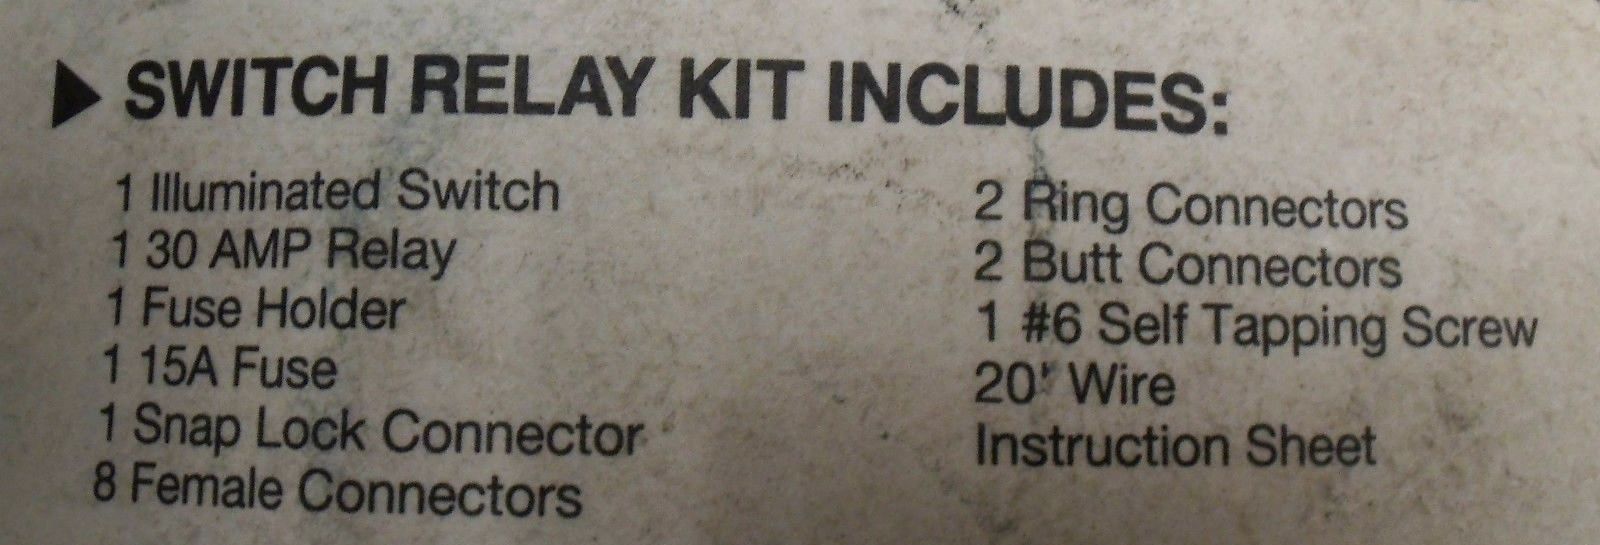 ▶ SWITCH RELAY KIT INCLUDES:
1 Illuminated Switch
1 30 AMP Relay
1 Fuse Holder
1 15A Fuse
1 Snap Lock Connector
8 Female Connectors
2 Ring Connectors
2 Butt Connectors
1 #6 Self Tapping Screw
20' Wire
Instruction Sheet